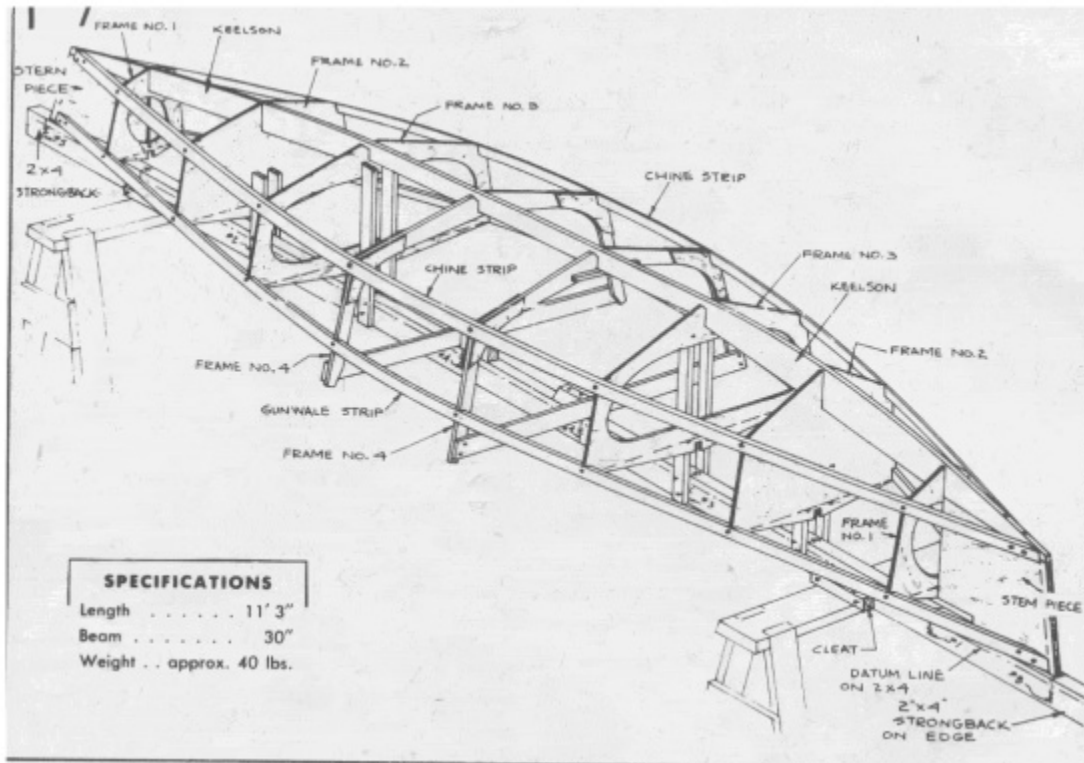 FRAME NO. 1
KEELSON
FRAME NO. 2
STERN
PIECE
FRAME NO. 3
2x4
STRONGBACK
CHINE STRIP
CHINE STRIP
FRAME NO. 3
KEELSON
FRAME NO. 2
FRAME NO. 4
GUNWALE STRIP
FRAME NO. 4
FRAME
NO. 1
STEM PIECE
CLEAT
DATUM LINE
ON 2x4
2"x4"
STRONGBACK
ON EDGE
SPECIFICATIONS
Length . . . . . . . . 11' 3"
Beam . . . . . . . . 30"
Weight . . approx. 40 lbs.